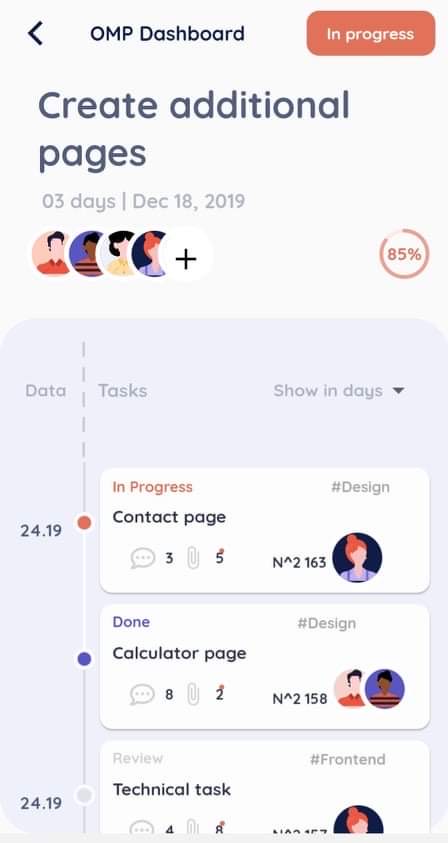 OMP Dashboard
In progress
Create additional
pages
03 days | Dec 18, 2019
85%
Data
Tasks
Show in days
24.19
In Progress
#Design
Contact page
3
5
N^2 163
Done
#Design
Calculator page
8
2
N^2 158
24.19
Review
#Frontend
Technical task
4
8
N^2 157